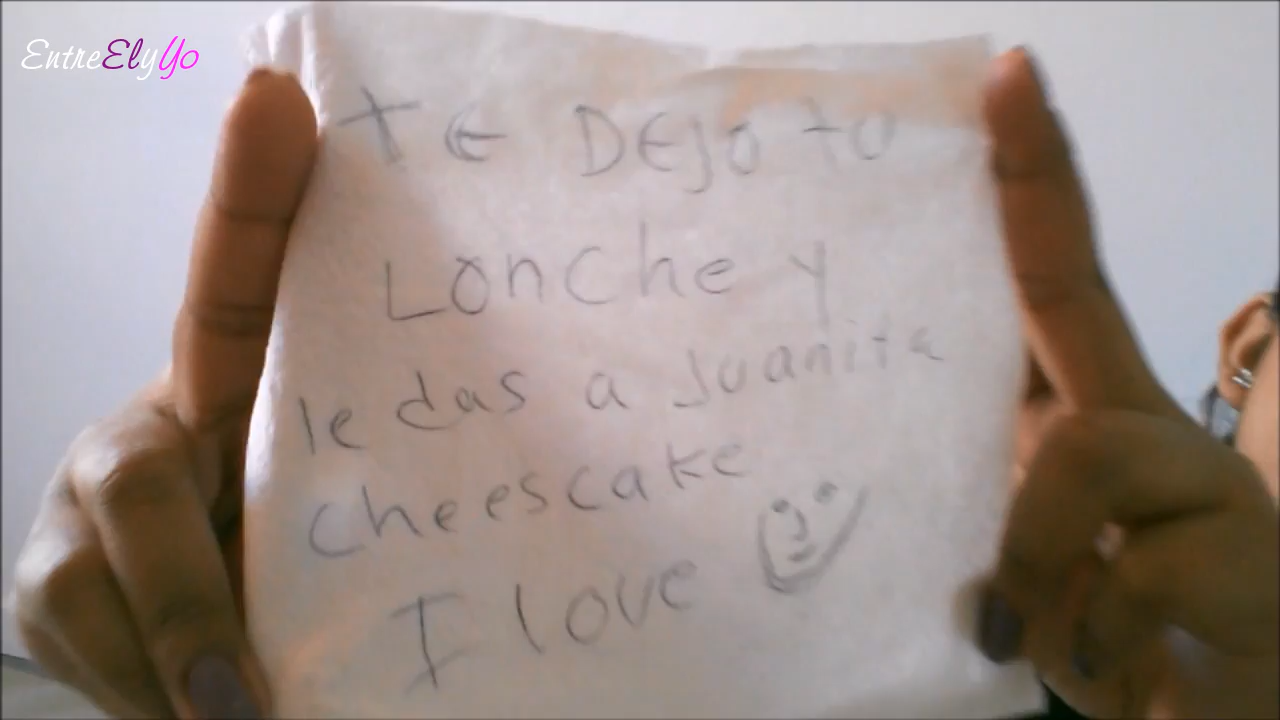 EntreElyYo
TE DEJO tU
LonChe y
le das a Juanita
cheescake
I love